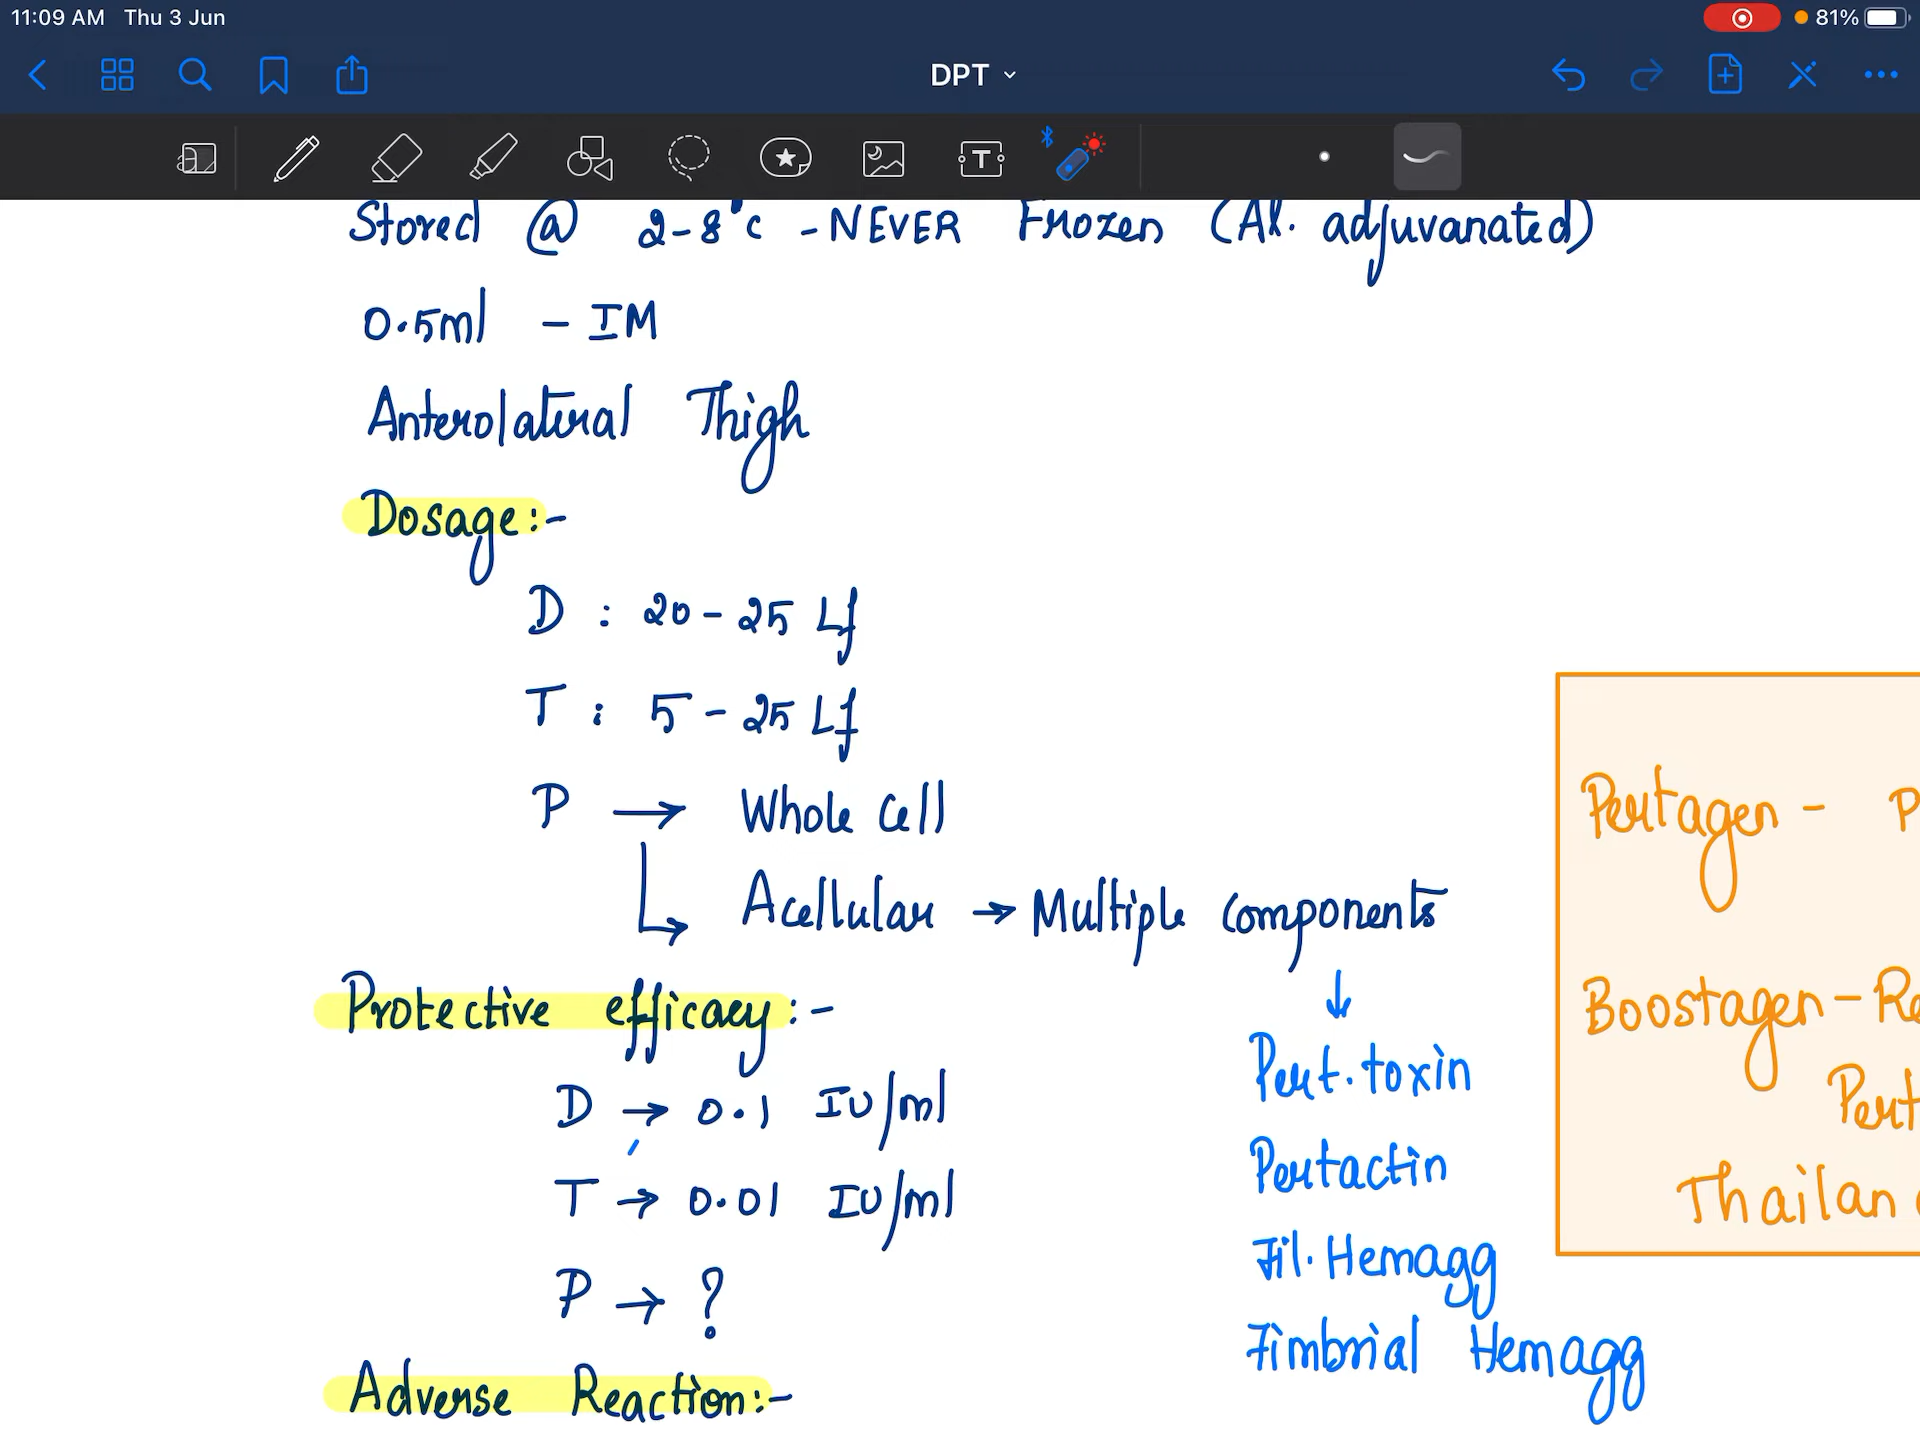 11:09 AM Thu 3 Jun
81%
DPT
T
Stored @ 2-8°c - NEVER Frozen (Al. adjuvanated)
0.5ml - IM
Anterolateral Thigh
Dosage:-
D : 20 - 25 Lf
T : 5 - 25 Lf
P → Whole cell
Acellular → Multiple components
Pert. toxin
Pertactin
Fil. Hemagg
Fimbrial Hemagg
Protective efficacy:-
D → 0.1 IU/ml
T → 0.01 IU/ml
P → ?
Adverse Reaction:-
Pertagen - P
Boostagen - Re
Pert
Thailan